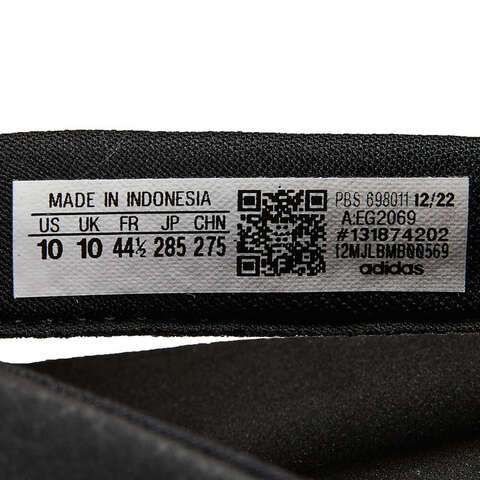 MADE IN INDONESIA
US UK FR JP CHN
10 10 44½ 285 275
PBS 698011 12/22
A:EG2069
#131874202
12MJLBMB00569
adidas